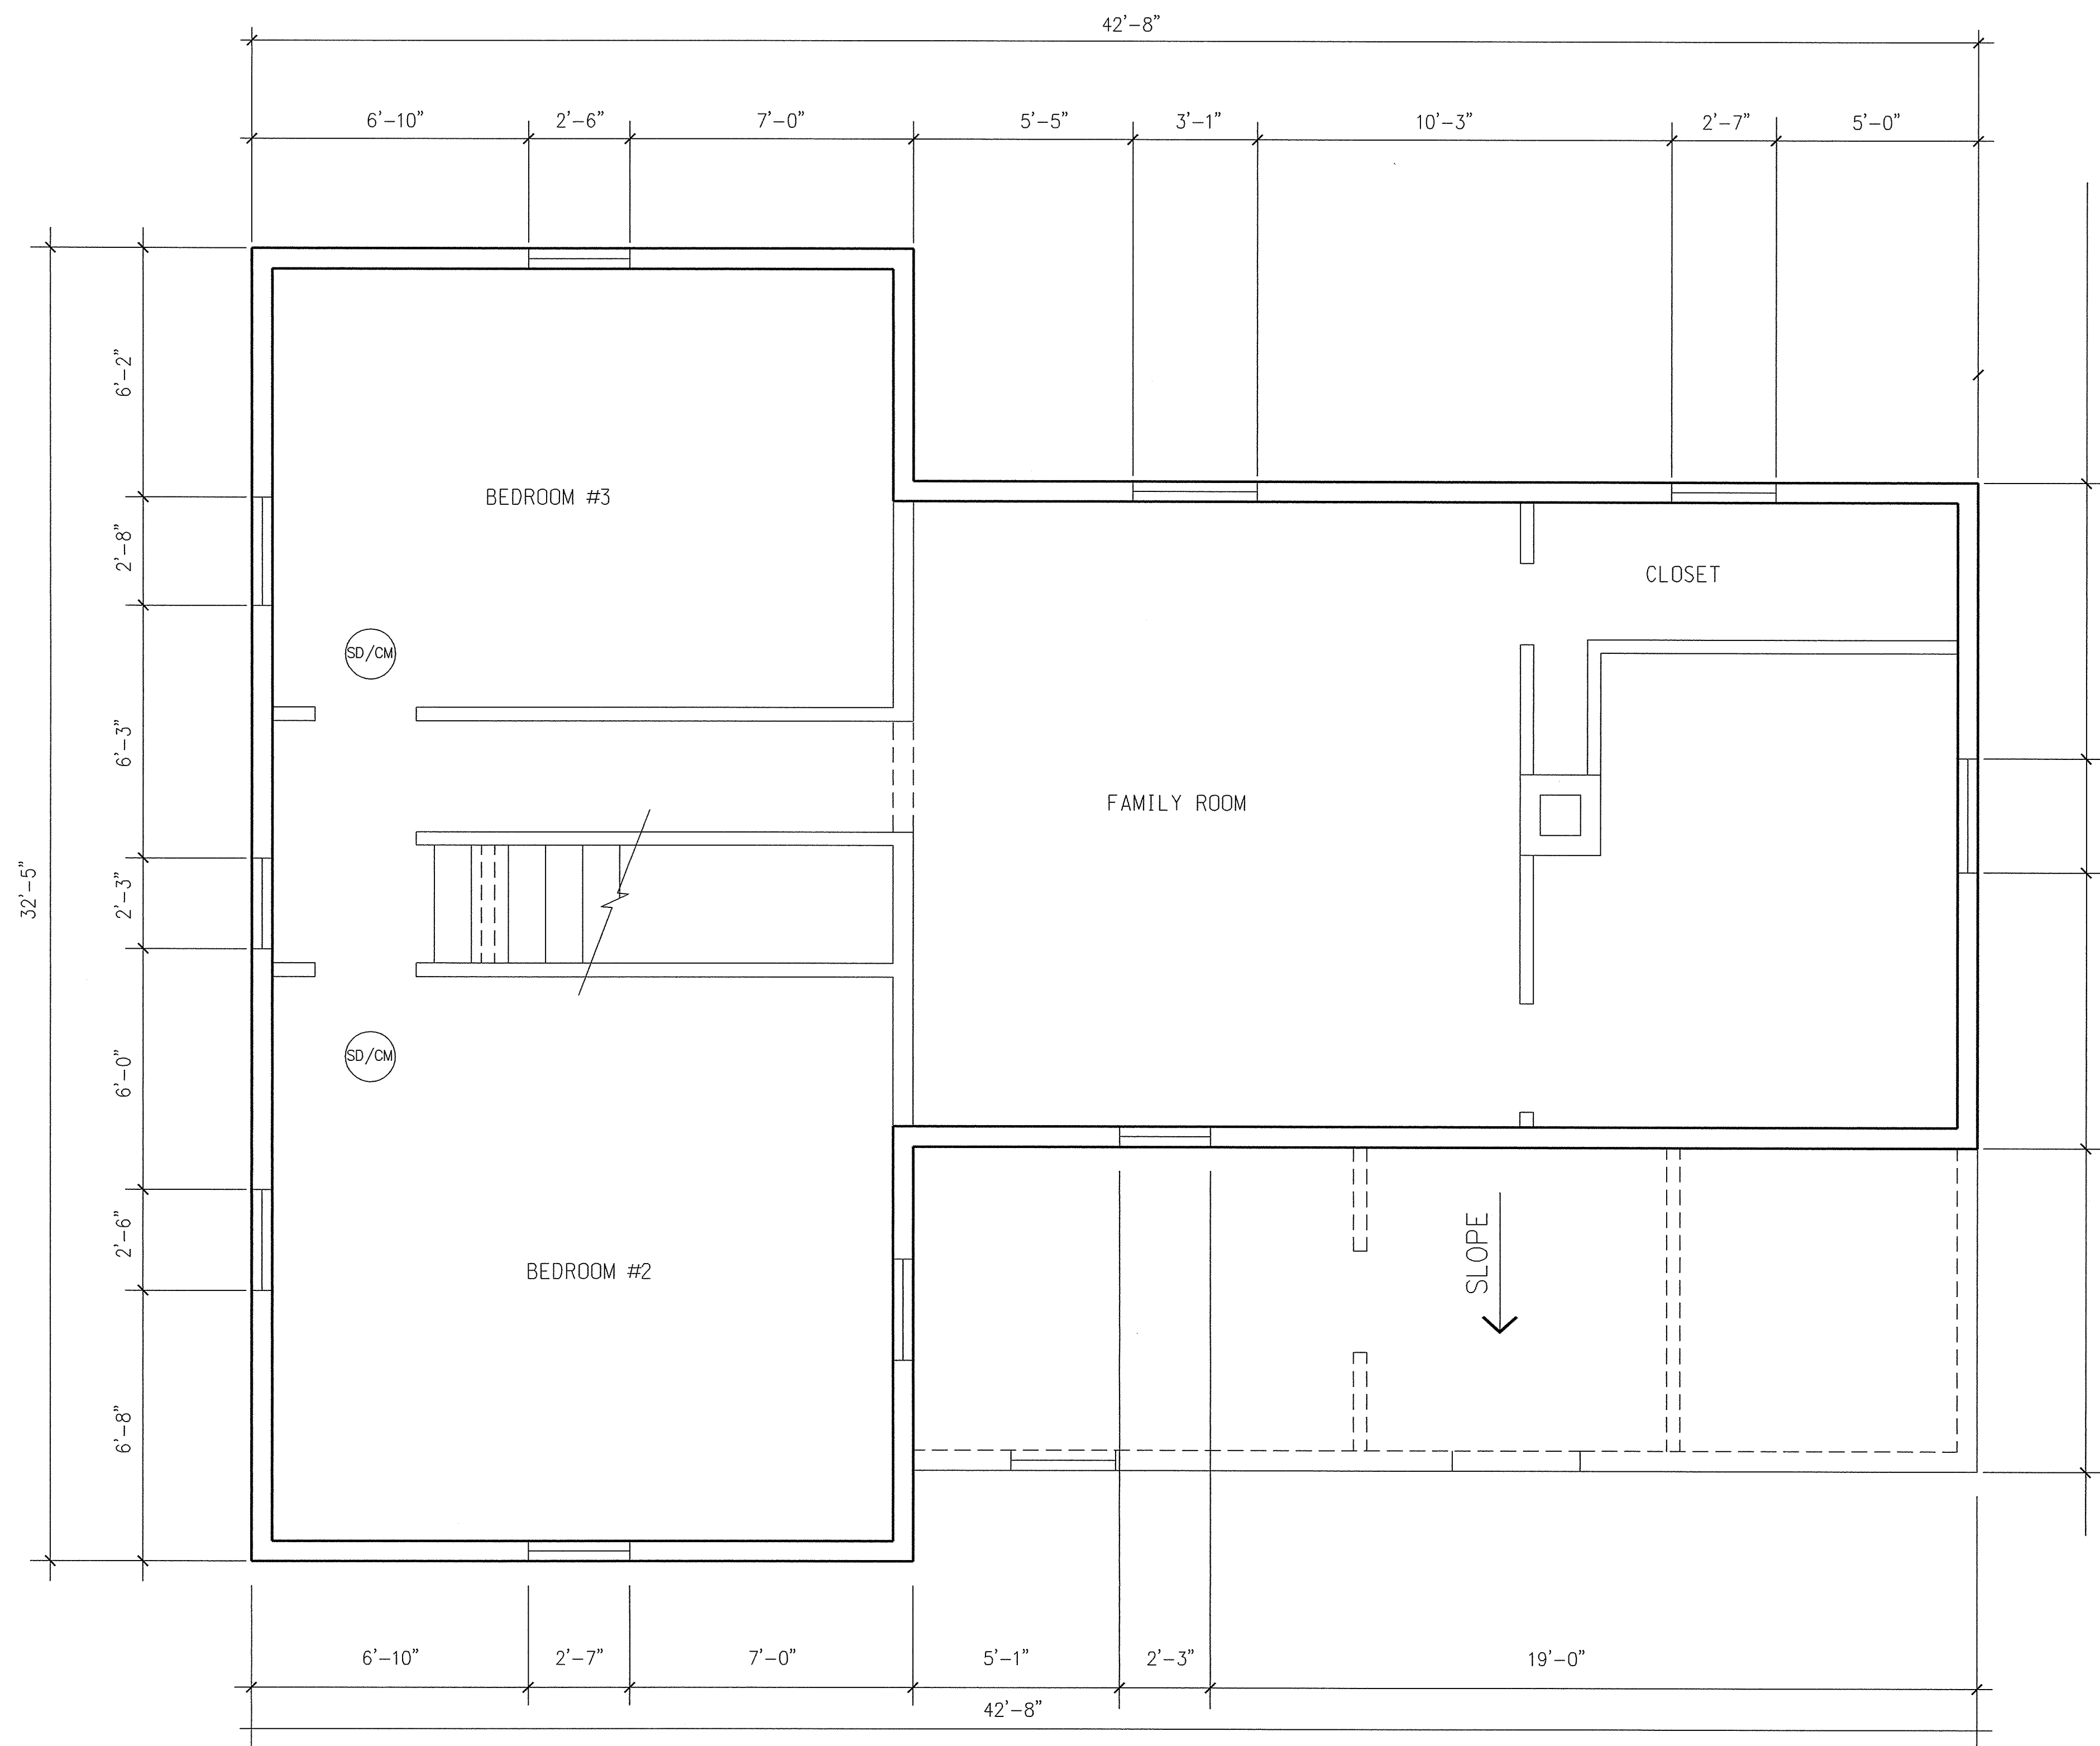 42'-8"
6'-10" 2'-6" 7'-0" 5'-5" 3'-1" 10'-3" 2'-7" 5'-0"
6'-2"
BEDROOM #3
2'-8"
CLOSET
SD/CM
6'-3"
FAMILY ROOM
32'-5"
2'-3"
SD/CM
6'-0"
2'-6"
SLOPE
BEDROOM #2
6'-8"
6'-10" 2'-7" 7'-0" 5'-1" 2'-3" 19'-0"
42'-8"